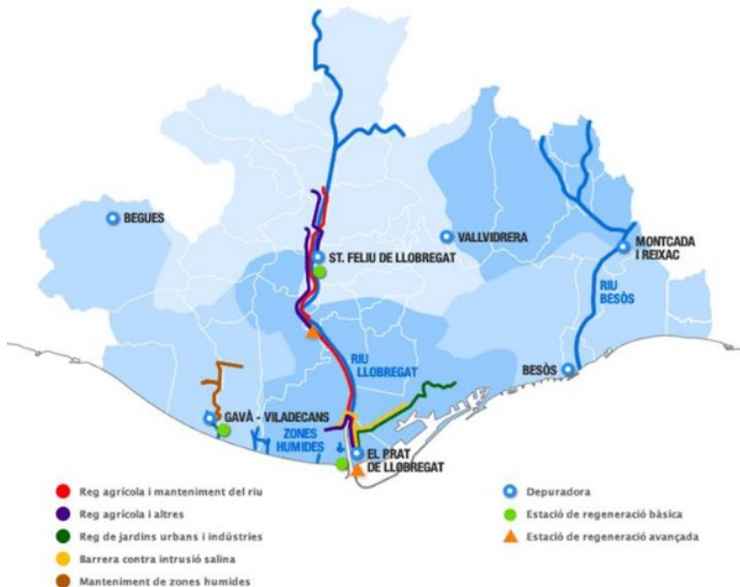 BEGUES
VALLVIDRERA
ST. FELIU DE LLOBREGAT
MONTCADA
I REIXAC
RIU
BESÒS
RIU
LLOBREGAT
BESÒS
GAVÀ - VILADECANS
ZONES
HUMIDES
EL PRAT
DE LLOBREGAT
Reg agrícola i manteniment del riu
Reg agrícola i altres
Reg de jardins urbans i indústries
Barrera contra intrusió salina
Manteniment de zones humides
Depuradora
Estació de regeneració bàsica
Estació de regeneració avançada